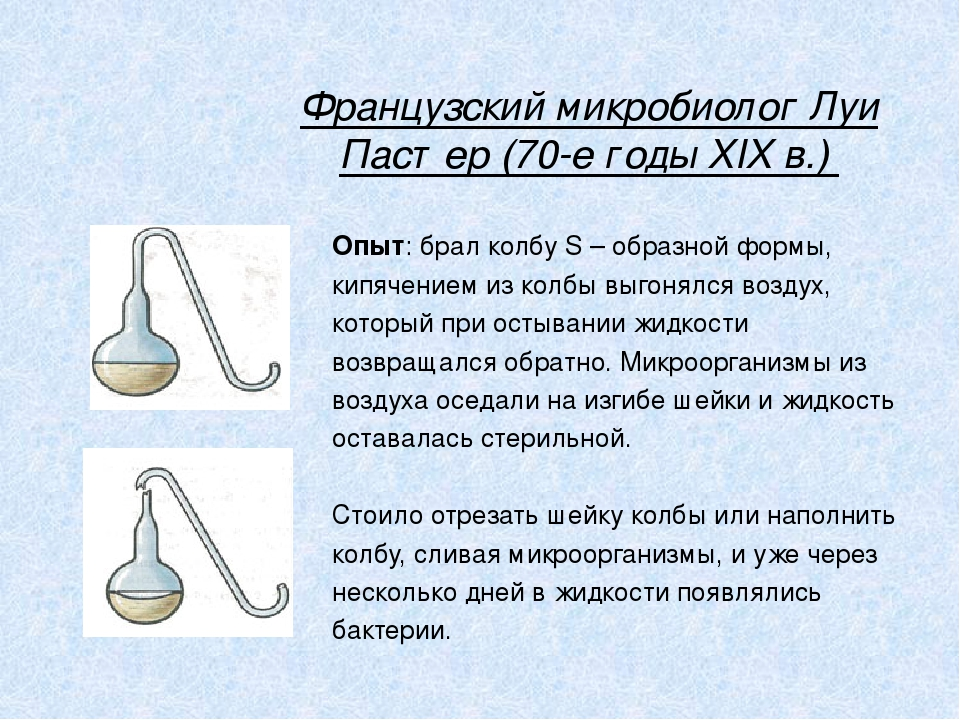 Французский микробиолог Луи
Пастер (70-е годы XIX в.)
Опыт: брал колбу S – образной формы,
кипячением из колбы выгонялся воздух,
который при остывании жидкости
возвращался обратно. Микроорганизмы из
воздуха оседали на изгибе шейки и жидкость
оставалась стерильной.
Стоило отрезать шейку колбы или наполнить
колбу, сливая микроорганизмы, и уже через
несколько дней в жидкости появлялись
бактерии.